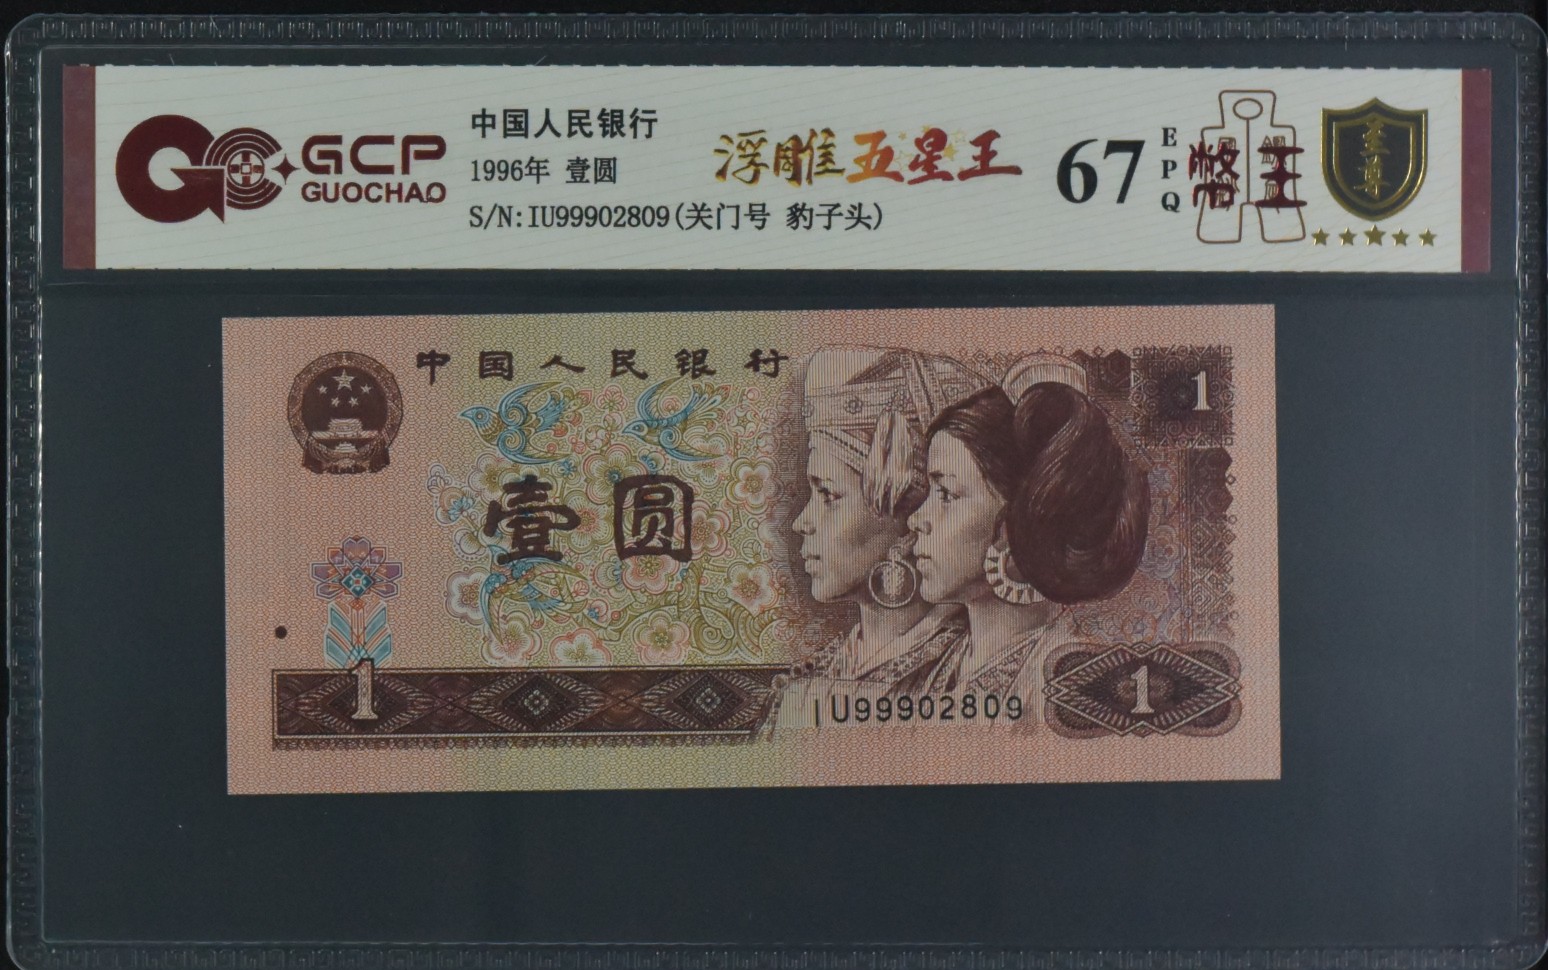 GCP
GUOCHAO
中国人民银行
1996年 壹圆
S/N:IU99902809(关门号 豹子头)
浮雕五星王
67
EPQ
至尊
中国人民银行
1
壹圆
1
IU99902809
1